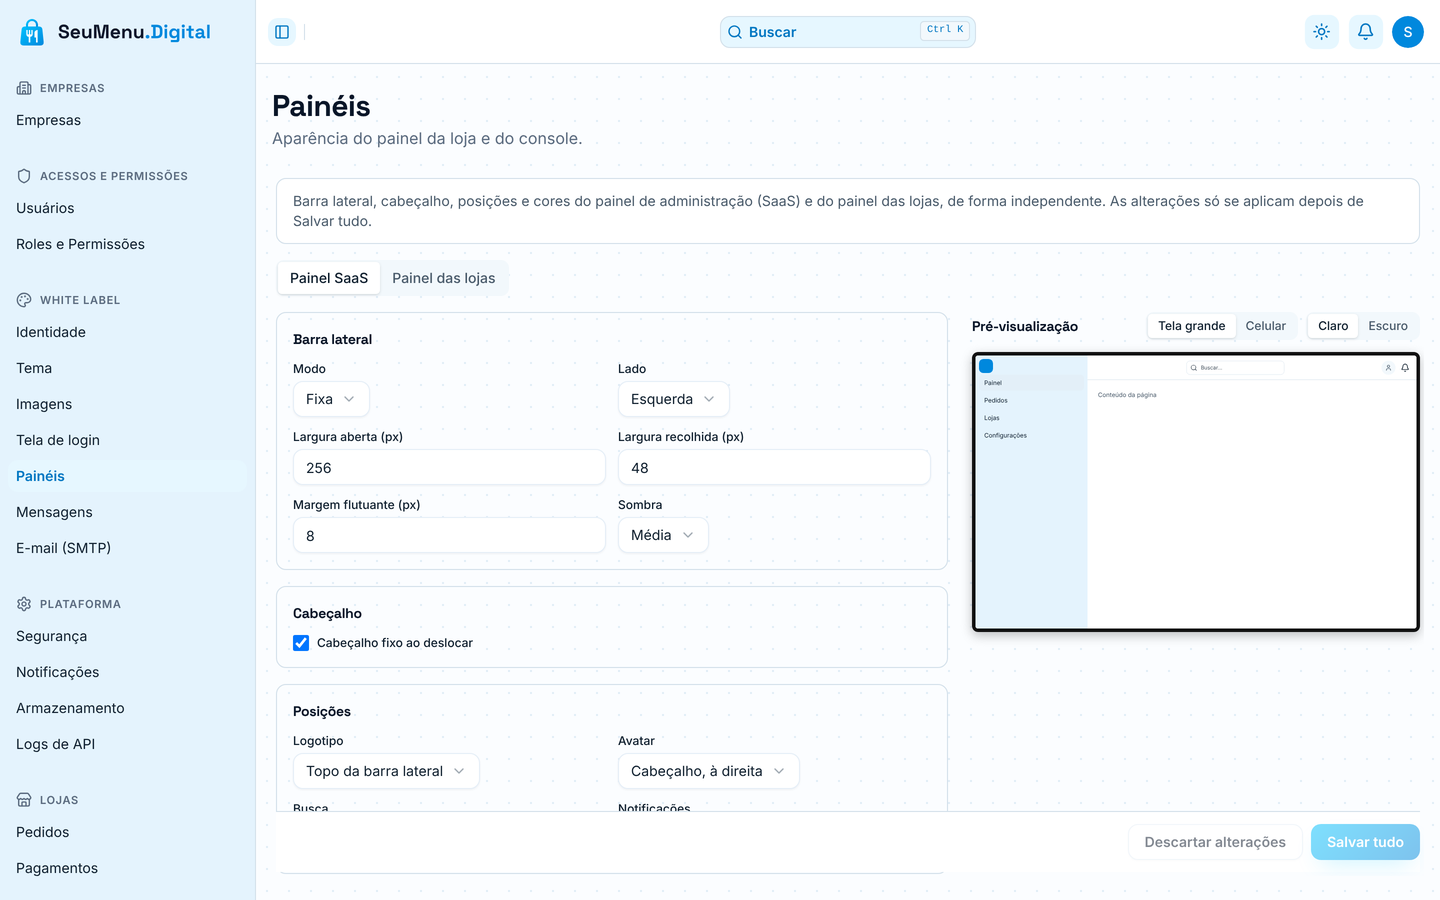 SeuMenu.Digital
Buscar
Ctrl K
S
EMPRESAS
Empresas
ACESSOS E PERMISSÕES
Usuários
Roles e Permissões
WHITE LABEL
Identidade
Tema
Imagens
Tela de login
Painéis
Mensagens
E-mail (SMTP)
PLATAFORMA
Segurança
Notificações
Armazenamento
Logs de API
LOJAS
Pedidos
Pagamentos
Painéis
Aparência do painel da loja e do console.
Barra lateral, cabeçalho, posições e cores do painel de administração (SaaS) e do painel das lojas, de forma independente. As alterações só se aplicam depois de
Salvar tudo.
Painel SaaS
Painel das lojas
Barra lateral
Modo
Lado
Fixa
Esquerda
Largura aberta (px)
Largura recolhida (px)
256
48
Margem flutuante (px)
Sombra
8
Média
Cabeçalho
Cabeçalho fixo ao deslocar
Posições
Logotipo
Avatar
Topo da barra lateral
Cabeçalho, à direita
Busca
Notificações
Pré-visualização
Tela grande
Celular
Claro
Escuro
Buscar...
Painel
Pedidos
Lojas
Configurações
Conteúdo da página
Descartar alterações
Salvar tudo